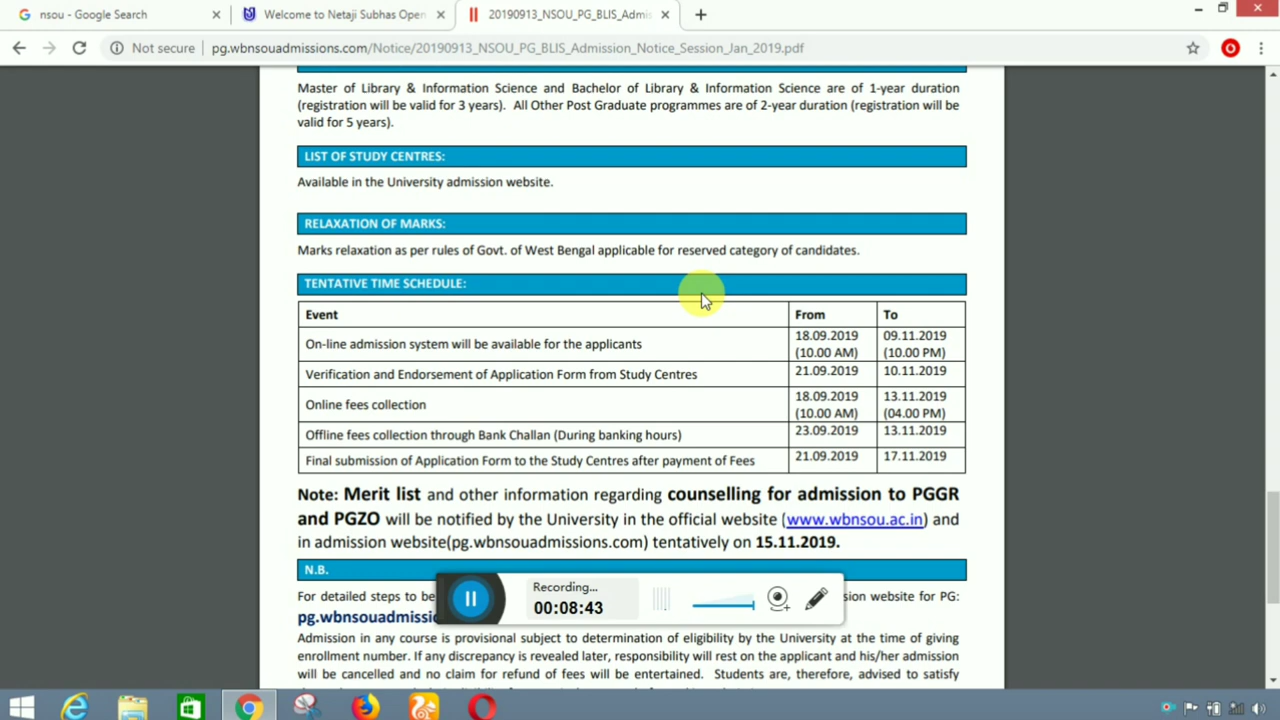 nsou - Google Search
Welcome to Netaji Subhas Open
20190913_NSOU_PG_BLIS_Admis
Not secure
pg.wbnsouadmissions.com/Notice/20190913_NSOU_PG_BLIS_Admission_Notice_Session_Jan_2019.pdf
Master of Library & Information Science and Bachelor of Library & Information Science are of 1-year duration
(registration will be valid for 3 years). All Other Post Graduate programmes are of 2-year duration (registration will be
valid for 5 years).
LIST OF STUDY CENTRES:
Available in the University admission website.
RELAXATION OF MARKS:
Marks relaxation as per rules of Govt. of West Bengal applicable for reserved category of candidates.
TENTATIVE TIME SCHEDULE:
Event From To
On-line admission system will be available for the applicants 18.09.2019 (10.00 AM) 09.11.2019 (10.00 PM)
Verification and Endorsement of Application Form from Study Centres 21.09.2019 10.11.2019
Online fees collection 18.09.2019 (10.00 AM) 13.11.2019 (04.00 PM)
Offline fees collection through Bank Challan (During banking hours) 23.09.2019 13.11.2019
Final submission of Application Form to the Study Centres after payment of Fees 21.09.2019 17.11.2019
Note: Merit list and other information regarding counselling for admission to PGGR
and PGZO will be notified by the University in the official website (www.wbnsou.ac.in) and
in admission website(pg.wbnsouadmissions.com) tentatively on 15.11.2019.
N.B.
For detailed steps to be sion website for PG:
pg.wbnsouadmissi
Recording...
00:08:43
Admission in any course is provisional subject to determination of eligibility by the University at the time of giving
enrollment number. If any discrepancy is revealed later, responsibility will rest on the applicant and his/her admission
will be cancelled and no claim for refund of fees will be entertained. Students are, therefore, advised to satisfy